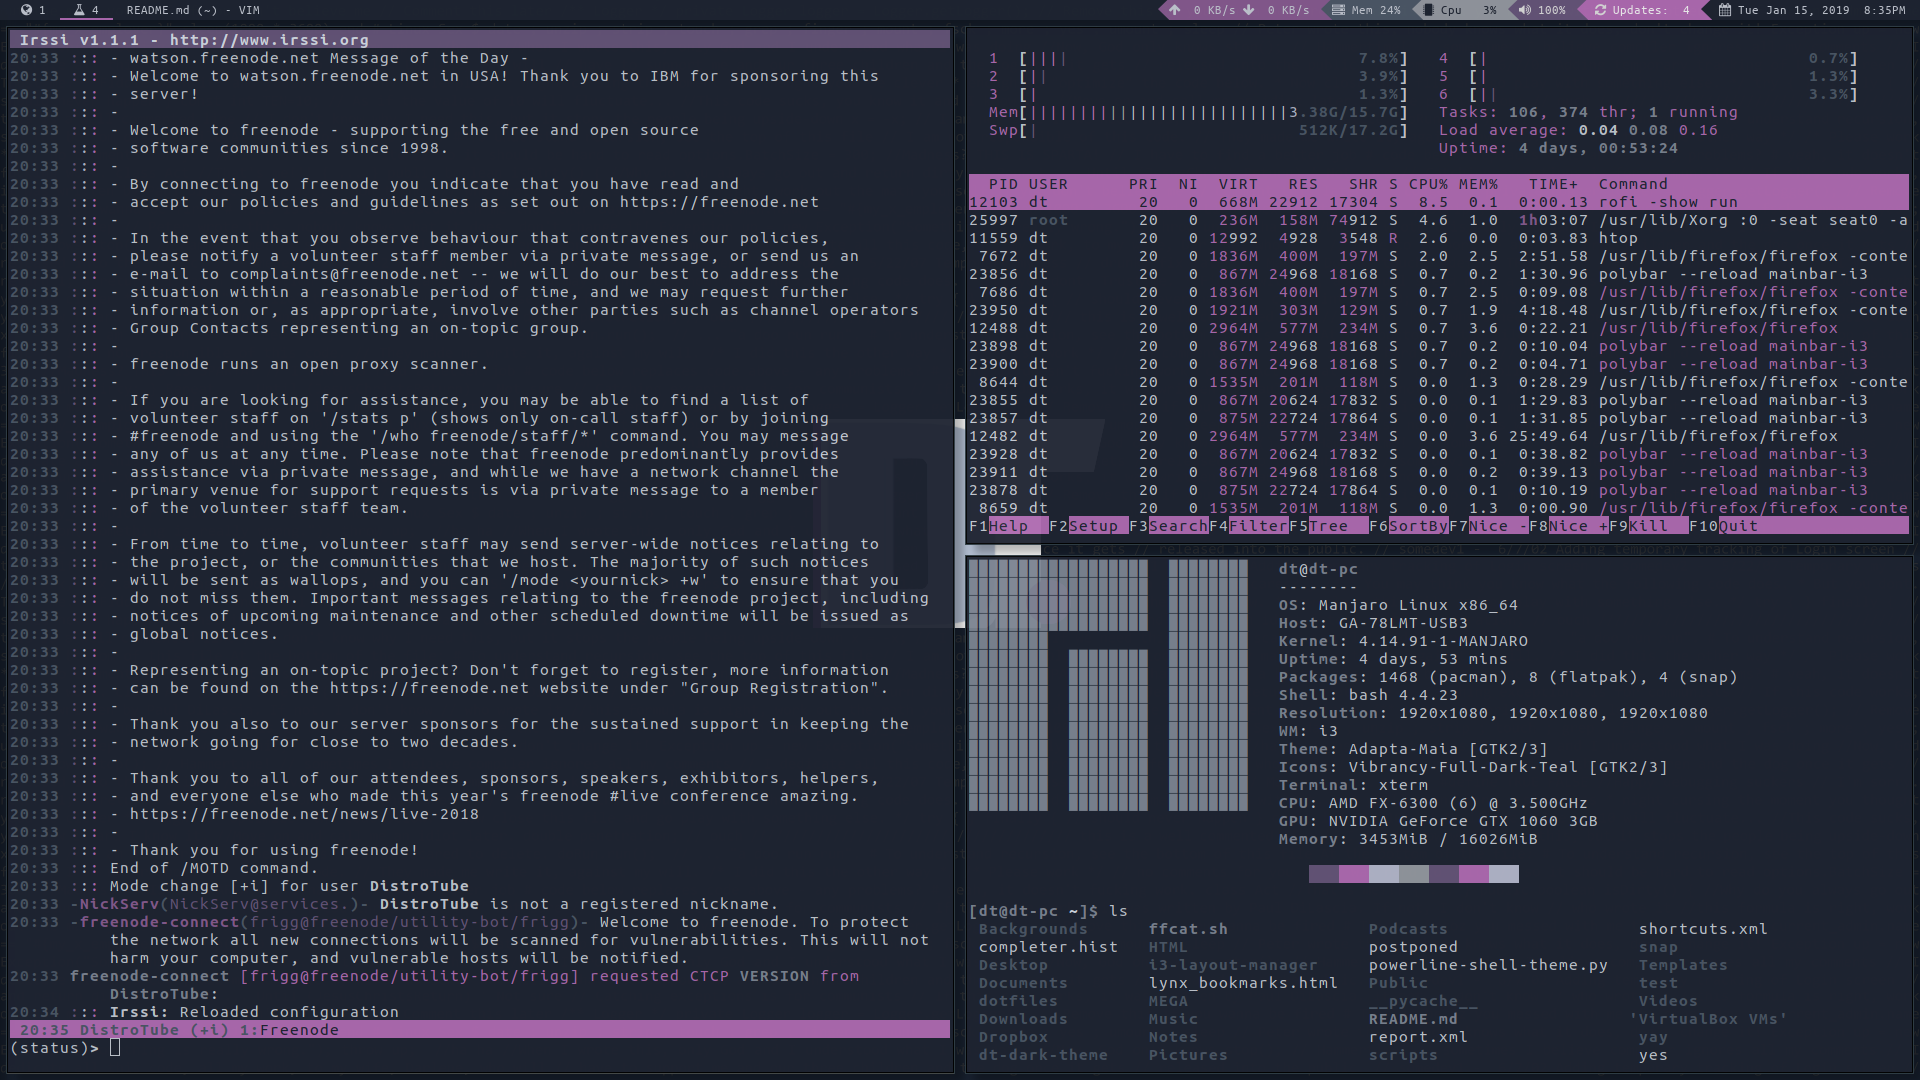 1 4 README.md (~) - VIM 0 KB/s 0 KB/s Mem 24% Cpu 3% 100% Updates: 4 Tue Jan 15, 2019 8:35PM
Irssi v1.1.1 - http://www.irssi.org
20:33 ::: - watson.freenode.net Message of the Day -
20:33 ::: - Welcome to watson.freenode.net in USA! Thank you to IBM for sponsoring this
20:33 ::: - server!
20:33 ::: -
20:33 ::: - Welcome to freenode - supporting the free and open source
20:33 ::: - software communities since 1998.
20:33 ::: -
20:33 ::: - By connecting to freenode you indicate that you have read and
20:33 ::: - accept our policies and guidelines as set out on https://freenode.net
20:33 ::: -
20:33 ::: - In the event that you observe behaviour that contravenes our policies,
20:33 ::: - please notify a volunteer staff member via private message, or send us an
20:33 ::: - e-mail to complaints@freenode.net -- we will do our best to address the
20:33 ::: - situation within a reasonable period of time, and we may request further
20:33 ::: - information or, as appropriate, involve other parties such as channel operators
20:33 ::: - Group Contacts representing an on-topic group.
20:33 ::: -
20:33 ::: - freenode runs an open proxy scanner.
20:33 ::: -
20:33 ::: - If you are looking for assistance, you may be able to find a list of
20:33 ::: - volunteer staff on '/stats p' (shows only on-call staff) or by joining
20:33 ::: - #freenode and using the '/who freenode/staff/*' command. You may message
20:33 ::: - any of us at any time. Please note that freenode predominantly provides
20:33 ::: - assistance via private message, and while we have a network channel the
20:33 ::: - primary venue for support requests is via private message to a member
20:33 ::: - of the volunteer staff team.
20:33 ::: -
20:33 ::: - From time to time, volunteer staff may send server-wide notices relating to
20:33 ::: - the project, or the communities that we host. The majority of such notices
20:33 ::: - will be sent as wallops, and you can '/mode <yournick> +w' to ensure that you
20:33 ::: - do not miss them. Important messages relating to the freenode project, including
20:33 ::: - notices of upcoming maintenance and other scheduled downtime will be issued as
20:33 ::: - global notices.
20:33 ::: -
20:33 ::: - Representing an on-topic project? Don't forget to register, more information
20:33 ::: - can be found on the https://freenode.net website under "Group Registration".
20:33 ::: -
20:33 ::: - Thank you also to our server sponsors for the sustained support in keeping the
20:33 ::: - network going for close to two decades.
20:33 ::: -
20:33 ::: - Thank you to all of our attendees, sponsors, speakers, exhibitors, helpers,
20:33 ::: - and everyone else who made this year's freenode #live conference amazing.
20:33 ::: - https://freenode.net/news/live-2018
20:33 ::: -
20:33 ::: - Thank you for using freenode!
20:33 ::: End of /MOTD command.
20:33 ::: Mode change [+i] for user DistroTube
20:33 -NickServ(NickServ@services.)- DistroTube is not a registered nickname.
20:33 -freenode-connect(frigg@freenode/utility-bot/frigg)- Welcome to freenode. To protect
the network all new connections will be scanned for vulnerabilities. This will not
harm your computer, and vulnerable hosts will be notified.
20:33 freenode-connect [frigg@freenode/utility-bot/frigg] requested CTCP VERSION from
DistroTube:
20:34 ::: Irssi: Reloaded configuration
20:35 DistroTube (+i) 1:Freenode
(status)>
1 [|||| 7.8%] 4 [| 0.7%]
2 [|| 3.9%] 5 [| 1.3%]
3 [| 1.3%] 6 [|| 3.3%]
Mem[||||||||||||||||||||||||||3.38G/15.7G] Tasks: 106, 374 thr; 1 running
Swp[| 512K/17.2G] Load average: 0.04 0.08 0.16
Uptime: 4 days, 00:53:24
PID USER PRI NI VIRT RES SHR S CPU% MEM% TIME+ Command
12103 dt 20 0 668M 22912 17304 S 8.5 0.1 0:00.13 rofi -show run
25997 root 20 0 236M 158M 74912 S 4.6 1.0 1h03:07 /usr/lib/Xorg :0 -seat seat0 -a
11559 dt 20 0 12992 4928 3548 R 2.6 0.0 0:03.83 htop
7672 dt 20 0 1836M 400M 197M S 2.0 2.5 2:51.58 /usr/lib/firefox/firefox -conte
23856 dt 20 0 867M 24968 18168 S 0.7 0.2 1:30.96 polybar --reload mainbar-i3
7686 dt 20 0 1836M 400M 197M S 0.7 2.5 0:09.08 /usr/lib/firefox/firefox -conte
23950 dt 20 0 1921M 303M 129M S 0.7 1.9 4:18.48 /usr/lib/firefox/firefox -conte
12488 dt 20 0 2964M 577M 234M S 0.7 3.6 0:22.21 /usr/lib/firefox/firefox
23898 dt 20 0 867M 24968 18168 S 0.7 0.2 0:10.04 polybar --reload mainbar-i3
23900 dt 20 0 867M 24968 18168 S 0.7 0.2 0:04.71 polybar --reload mainbar-i3
8644 dt 20 0 1535M 201M 118M S 0.0 1.3 0:28.29 /usr/lib/firefox/firefox -conte
23855 dt 20 0 867M 20624 17832 S 0.0 0.1 1:29.83 polybar --reload mainbar-i3
23857 dt 20 0 875M 22724 17864 S 0.0 0.1 1:31.85 polybar --reload mainbar-i3
12482 dt 20 0 2964M 577M 234M S 0.0 3.6 25:49.64 /usr/lib/firefox/firefox
23928 dt 20 0 867M 20624 17832 S 0.0 0.1 0:38.82 polybar --reload mainbar-i3
23911 dt 20 0 867M 24968 18168 S 0.0 0.2 0:39.13 polybar --reload mainbar-i3
23878 dt 20 0 875M 22724 17864 S 0.0 0.1 0:10.19 polybar --reload mainbar-i3
8659 dt 20 0 1535M 201M 118M S 0.0 1.3 0:00.90 /usr/lib/firefox/firefox -conte
F1Help F2Setup F3SearchF4FilterF5Tree F6SortByF7Nice -F8Nice +F9Kill F10Quit
dt@dt-pc
--------
OS: Manjaro Linux x86_64
Host: GA-78LMT-USB3
Kernel: 4.14.91-1-MANJARO
Uptime: 4 days, 53 mins
Packages: 1468 (pacman), 8 (flatpak), 4 (snap)
Shell: bash 4.4.23
Resolution: 1920x1080, 1920x1080, 1920x1080
WM: i3
Theme: Adapta-Maia [GTK2/3]
Icons: Vibrancy-Full-Dark-Teal [GTK2/3]
Terminal: xterm
CPU: AMD FX-6300 (6) @ 3.500GHz
GPU: NVIDIA GeForce GTX 1060 3GB
Memory: 3453MiB / 16026MiB
[dt@dt-pc ~]$ ls
Backgrounds ffcat.sh Podcasts shortcuts.xml
completer.hist HTML postponed snap
Desktop i3-layout-manager powerline-shell-theme.py Templates
Documents lynx_bookmarks.html Public test
dotfiles MEGA __pycache__ Videos
Downloads Music README.md 'VirtualBox VMs'
Dropbox Notes report.xml yay
dt-dark-theme Pictures scripts yes